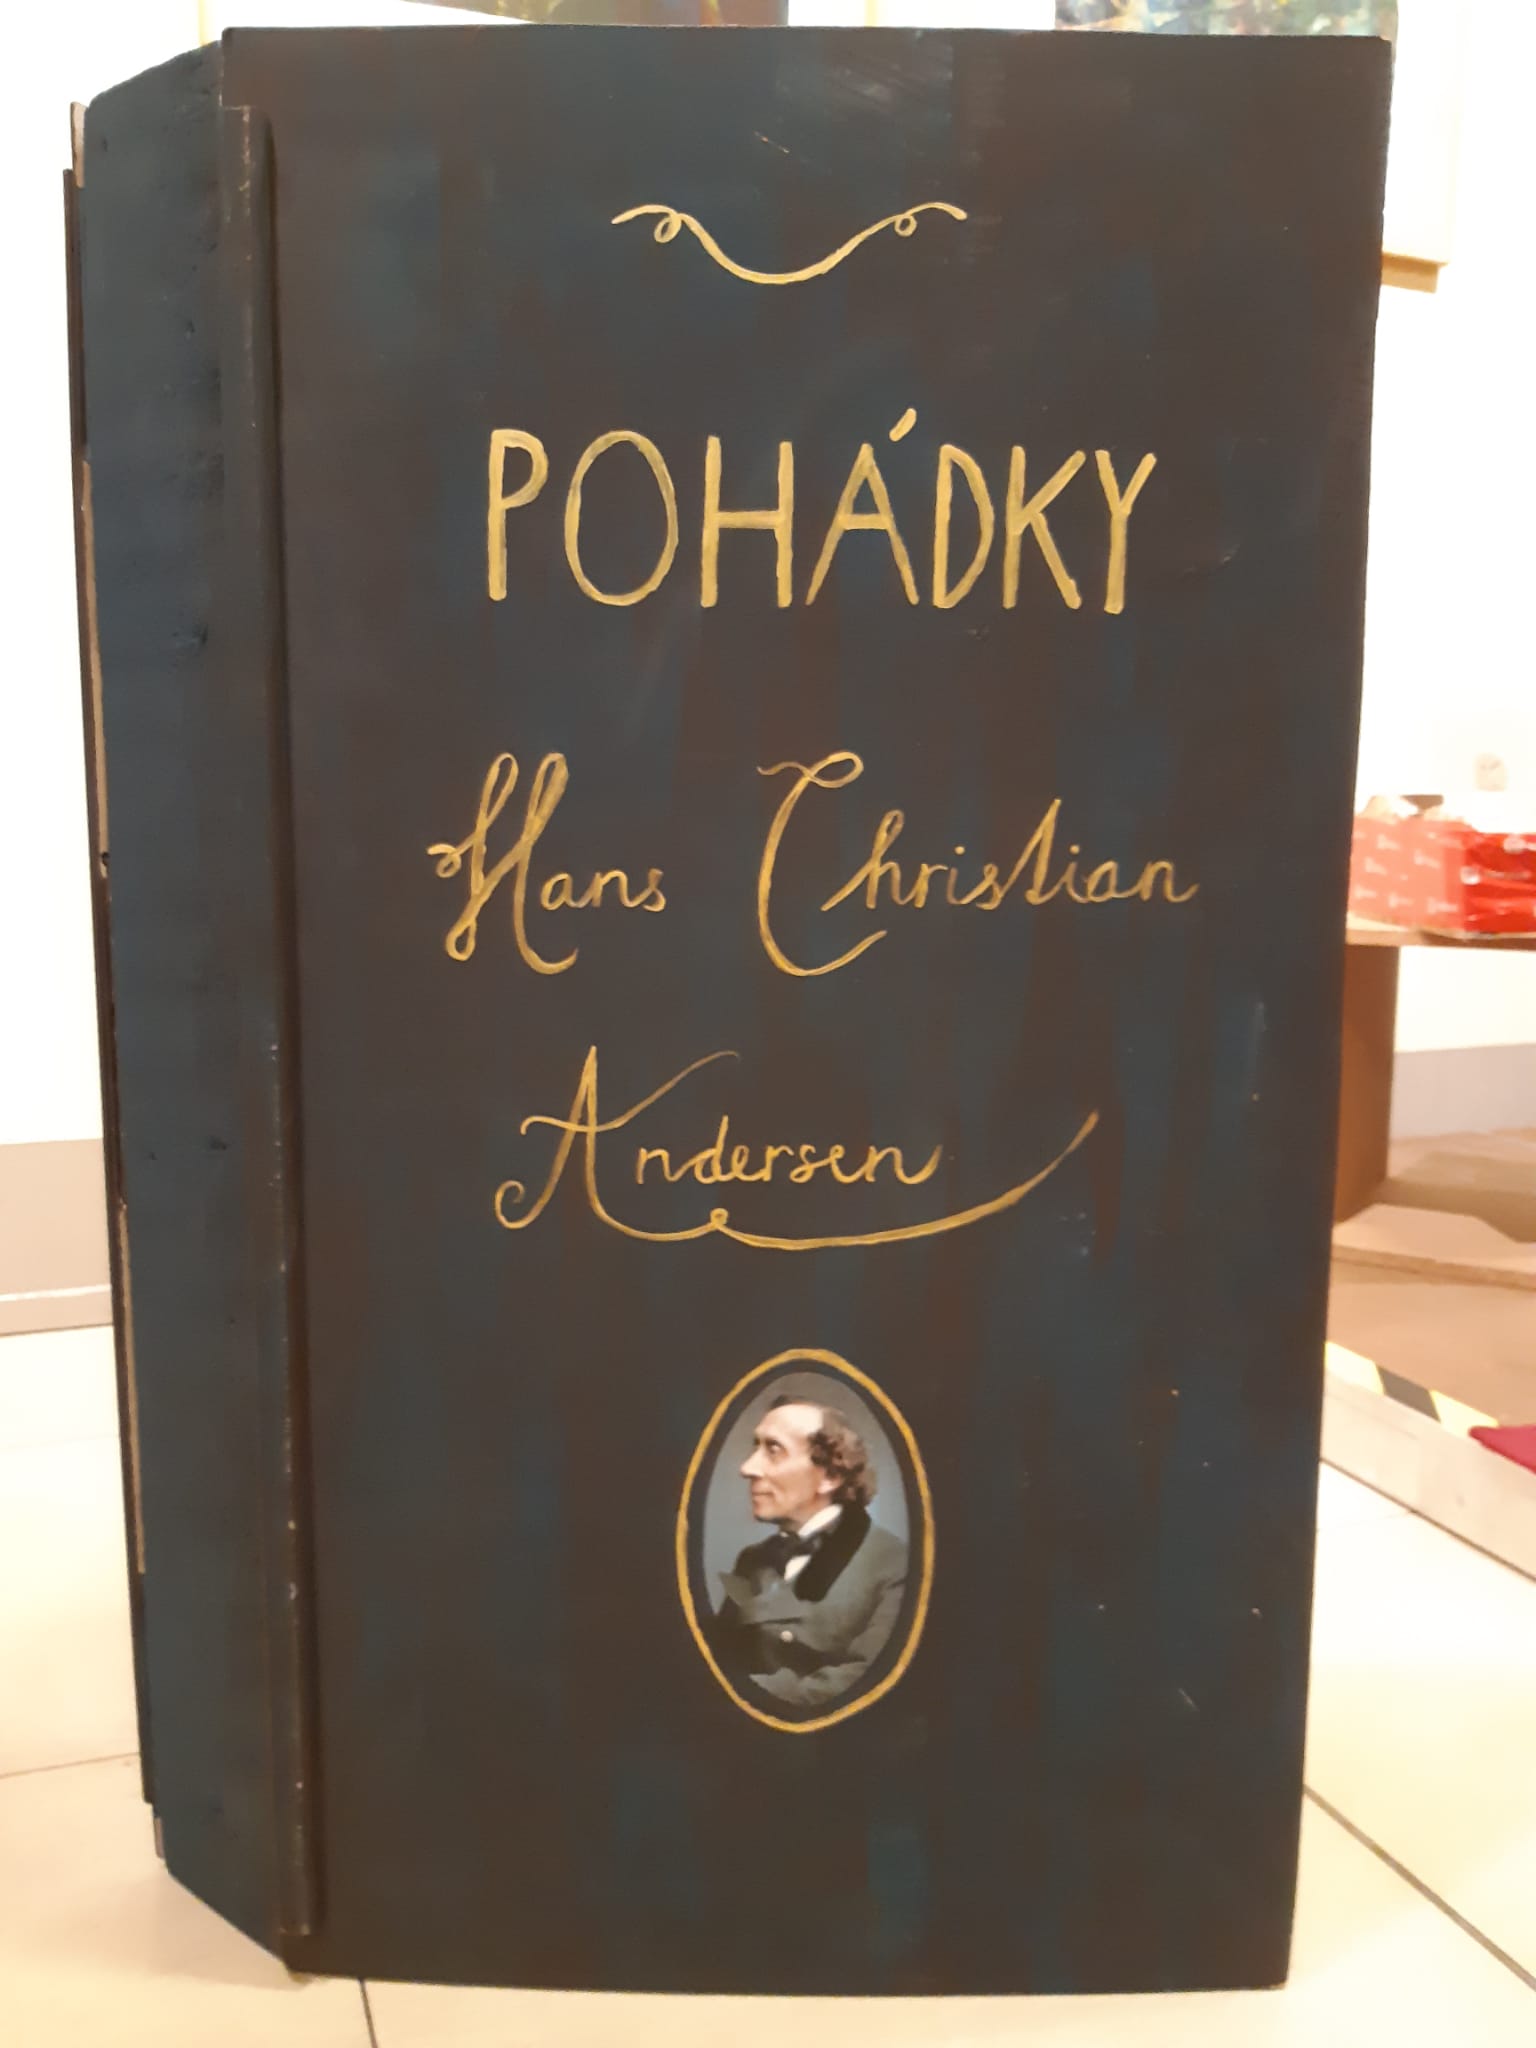 POHÁDKY
Hans Christian
Andersen